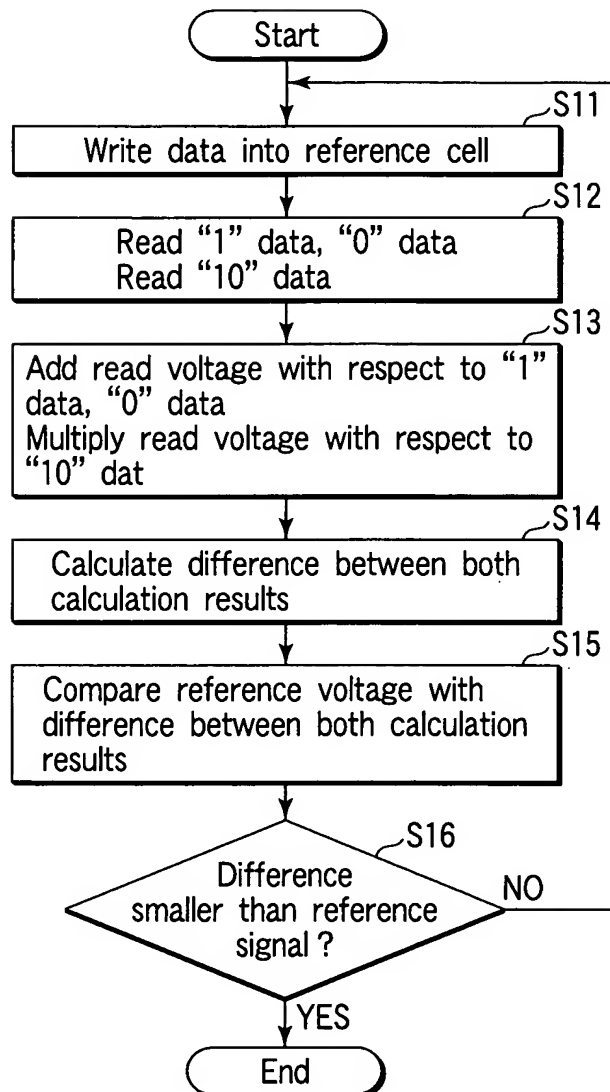 Start
S11
Write data into reference cell
S12
Read “1” data, “0” data
Read “10” data
S13
Add read voltage with respect to “1”
data, “0” data
Multiply read voltage with respect to
“10” dat
S14
Calculate difference between both
calculation results
S15
Compare reference voltage with
difference between both calculation
results
S16
Difference
smaller than reference
signal ?
NO
YES
End